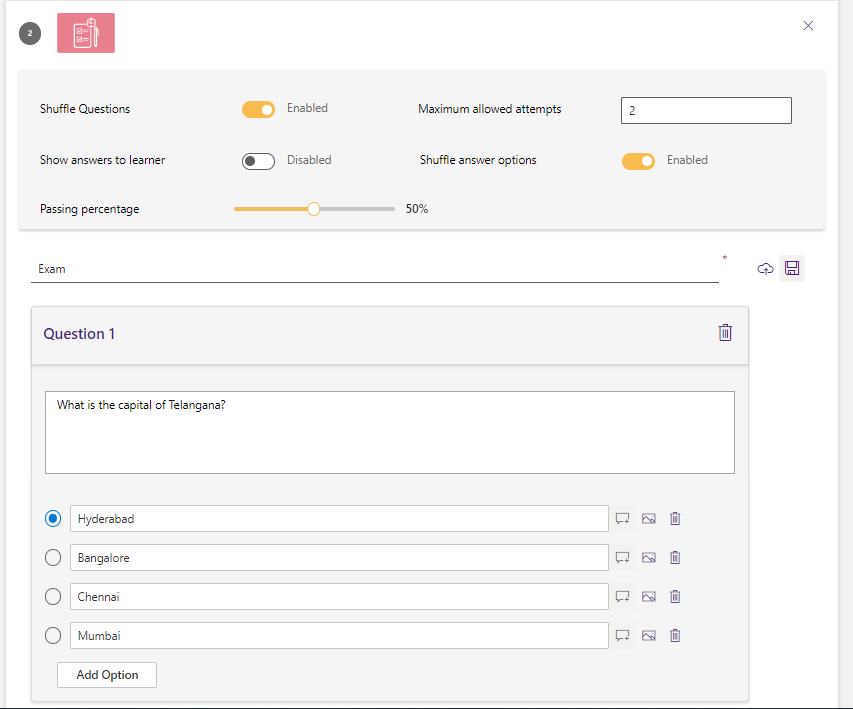 2
Shuffle Questions Enabled Maximum allowed attempts 2
Show answers to learner Disabled Shuffle answer options Enabled
Passing percentage 50%
Exam *
Question 1
What is the capital of Telangana?
Hyderabad
Bangalore
Chennai
Mumbai
Add Option